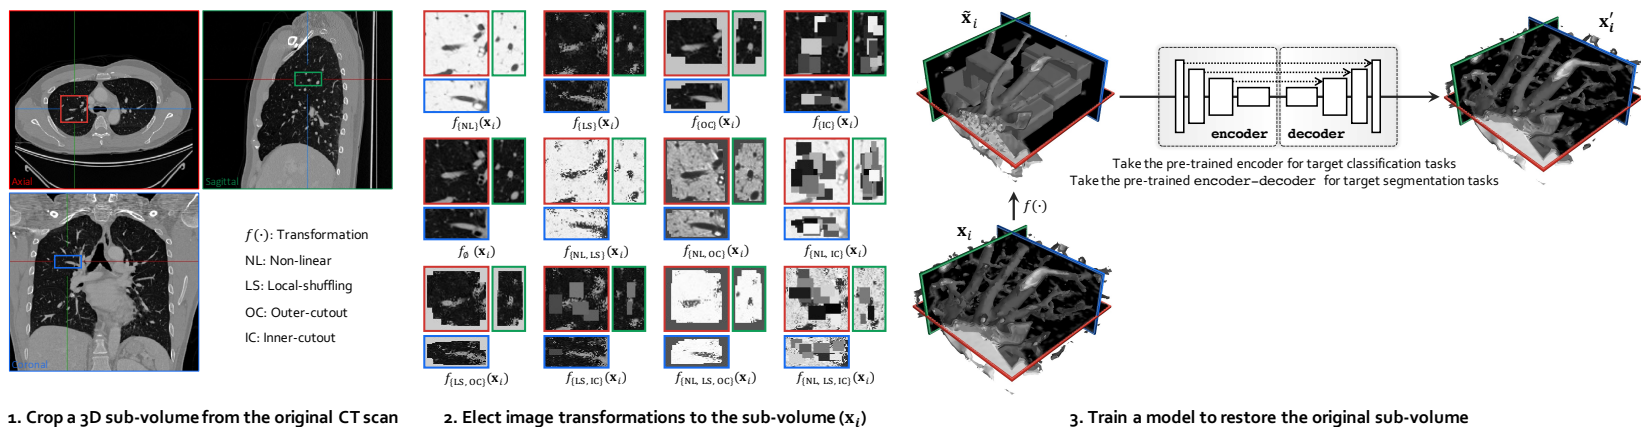 Axial
Sagittal
Coronal
f(·): Transformation
NL: Non-linear
LS: Local-shuffling
OC: Outer-cutout
IC: Inner-cutout
1. Crop a 3D sub-volume from the original CT scan
f{NL}(xᵢ)
f{LS}(xᵢ)
f{OC}(xᵢ)
f{IC}(xᵢ)
f∅(xᵢ)
f{NL, LS}(xᵢ)
f{NL, OC}(xᵢ)
f{NL, IC}(xᵢ)
f{LS, OC}(xᵢ)
f{LS, IC}(xᵢ)
f{NL, LS, OC}(xᵢ)
f{NL, LS, IC}(xᵢ)
2. Elect image transformations to the sub-volume (xᵢ)
x̃ᵢ
x′ᵢ
encoder
decoder
Take the pre-trained encoder for target classification tasks
Take the pre-trained encoder-decoder for target segmentation tasks
f(·)
xᵢ
3. Train a model to restore the original sub-volume